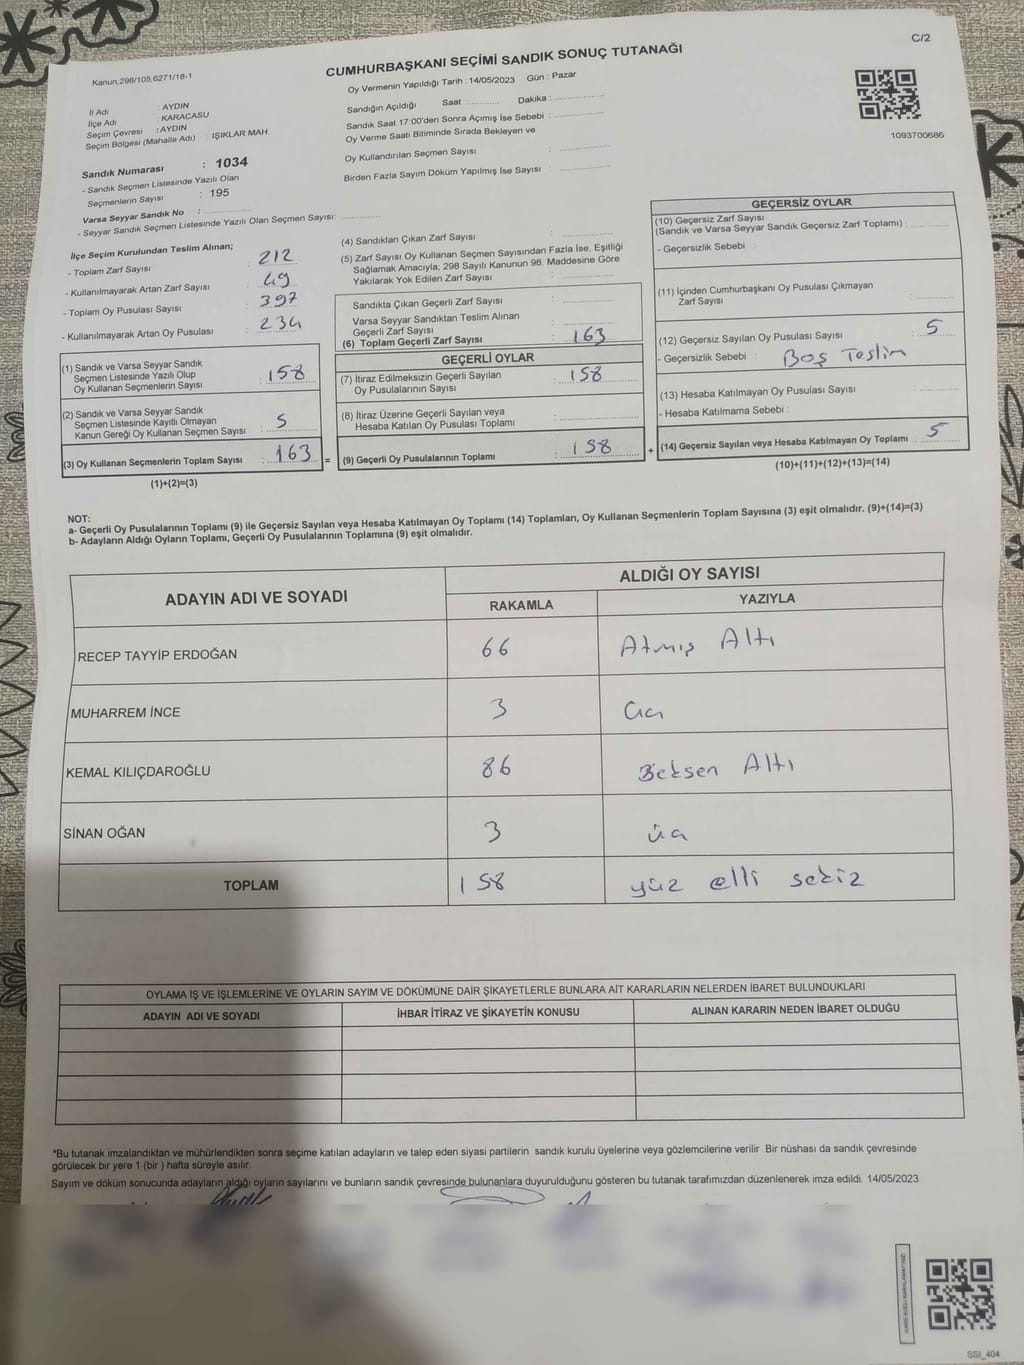 C/2
Kanun,298/105,6271/18-1
CUMHURBAŞKANI SEÇİMİ SANDIK SONUÇ TUTANAĞI
Oy Vermenin Yapıldığı Tarih : 14/05/2023 Gün : Pazar
1093700686
İl Adı : AYDIN
İlçe Adı : KARACASU
Seçim Çevresi : AYDIN
Seçim Bölgesi (Mahalle Adı) : IŞIKLAR MAH.
Sandık Numarası : 1034
- Sandık Seçmen Listesinde Yazılı Olan
Seçmenlerin Sayısı : 195
Varsa Seyyar Sandık No :
- Seyyar Sandık Seçmen Listesinde Yazılı Olan Seçmen Sayısı:
Sandığın Açıldığı Saat : Dakika :
Sandık Saat 17:00'den Sonra Açımış İse Sebebi :
Oy Verme Saati Bitiminde Sırada Bekleyen ve
Oy Kullandırılan Seçmen Sayısı :
Birden Fazla Sayım Döküm Yapılmış İse Sayısı :
İlçe Seçim Kurulundan Teslim Alınan;
- Toplam Zarf Sayısı : 212
- Kullanılmayarak Artan Zarf Sayısı : 49
- Toplam Oy Pusulası Sayısı : 397
- Kullanılmayarak Artan Oy Pusulası : 234
(1) Sandık ve Varsa Seyyar Sandık
Seçmen Listesinde Yazılı Olup
Oy Kullanan Seçmenlerin Sayısı : 158
(2) Sandık ve Varsa Seyyar Sandık
Seçmen Listesinde Kayıtlı Olmayan
Kanun Gereği Oy Kullanan Seçmen Sayısı : 5
(3) Oy Kullanan Seçmenlerin Toplam Sayısı : 163 =
(1)+(2)=(3)
(4) Sandıktan Çıkan Zarf Sayısı :
(5) Zarf Sayısı Oy Kullanan Seçmen Sayısından Fazla İse, Eşitliği
Sağlamak Amacıyla; 298 Sayılı Kanunun 98. Maddesine Göre
Yakılarak Yok Edilen Zarf Sayısı :
Sandıkta Çıkan Geçerli Zarf Sayısı :
Varsa Seyyar Sandıktan Teslim Alınan
Geçerli Zarf Sayısı :
(6) Toplam Geçerli Zarf Sayısı : 163
GEÇERLİ OYLAR
(7) İtiraz Edilmeksizin Geçerli Sayılan
Oy Pusulalarının Sayısı : 158
(8) İtiraz Üzerine Geçerli Sayılan veya
Hesaba Katılan Oy Pusulası Toplamı :
(9) Geçerli Oy Pusulalarının Toplamı : 158 +
GEÇERSİZ OYLAR
(10) Geçersiz Zarf Sayısı
(Sandık ve Varsa Seyyar Sandık Geçersiz Zarf Toplamı) :
- Geçersizlik Sebebi :
(11) İçinden Cumhurbaşkanı Oy Pusulası Çıkmayan
Zarf Sayısı :
(12) Geçersiz Sayılan Oy Pusulası Sayısı : 5
- Geçersizlik Sebebi : Boş Teslim
(13) Hesaba Katılmayan Oy Pusulası Sayısı :
- Hesaba Katılmama Sebebi :
(14) Geçersiz Sayılan veya Hesaba Katılmayan Oy Toplamı : 5
(10)+(11)+(12)+(13)=(14)
NOT:
a- Geçerli Oy Pusulalarının Toplamı (9) ile Geçersiz Sayılan veya Hesaba Katılmayan Oy Toplamı (14) Toplamları, Oy Kullanan Seçmenlerin Toplam Sayısına (3) eşit olmalıdır. (9)+(14)=(3)
b- Adayların Aldığı Oyların Toplamı, Geçerli Oy Pusulalarının Toplamına (9) eşit olmalıdır.
ADAYIN ADI VE SOYADI ALDIĞI OY SAYISI
RAKAMLA YAZIYLA
RECEP TAYYİP ERDOĞAN 66 Atmış Altı
MUHARREM İNCE 3 üç
KEMAL KILIÇDAROĞLU 86 Seksen Altı
SİNAN OĞAN 3 üç
TOPLAM 158 yüz elli sekiz
OYLAMA İŞ VE İŞLEMLERİNE VE OYLARIN SAYIM VE DÖKÜMÜNE DAİR ŞİKAYETLERLE BUNLARA AİT KARARLARIN NELERDEN İBARET BULUNDUKLARI
ADAYIN ADI VE SOYADI İHBAR İTİRAZ VE ŞİKAYETİN KONUSU ALINAN KARARIN NEDEN İBARET OLDUĞU
*Bu tutanak imzalandıktan ve mühürlendikten sonra seçime katılan adayların ve talep eden siyasi partilerin sandık kurulu üyelerine veya gözlemcilerine verilir .Bir nüshası da sandık çevresinde
görülecek bir yere 1 (bir ) hafta süreyle asılır.
Sayım ve döküm sonucunda adayların aldığı oyların sayılarını ve bunların sandık çevresinde bulunanlara duyurulduğunu gösteren bu tutanak tarafımızdan düzenlenerek imza edildi. 14/05/2023
SSI_404